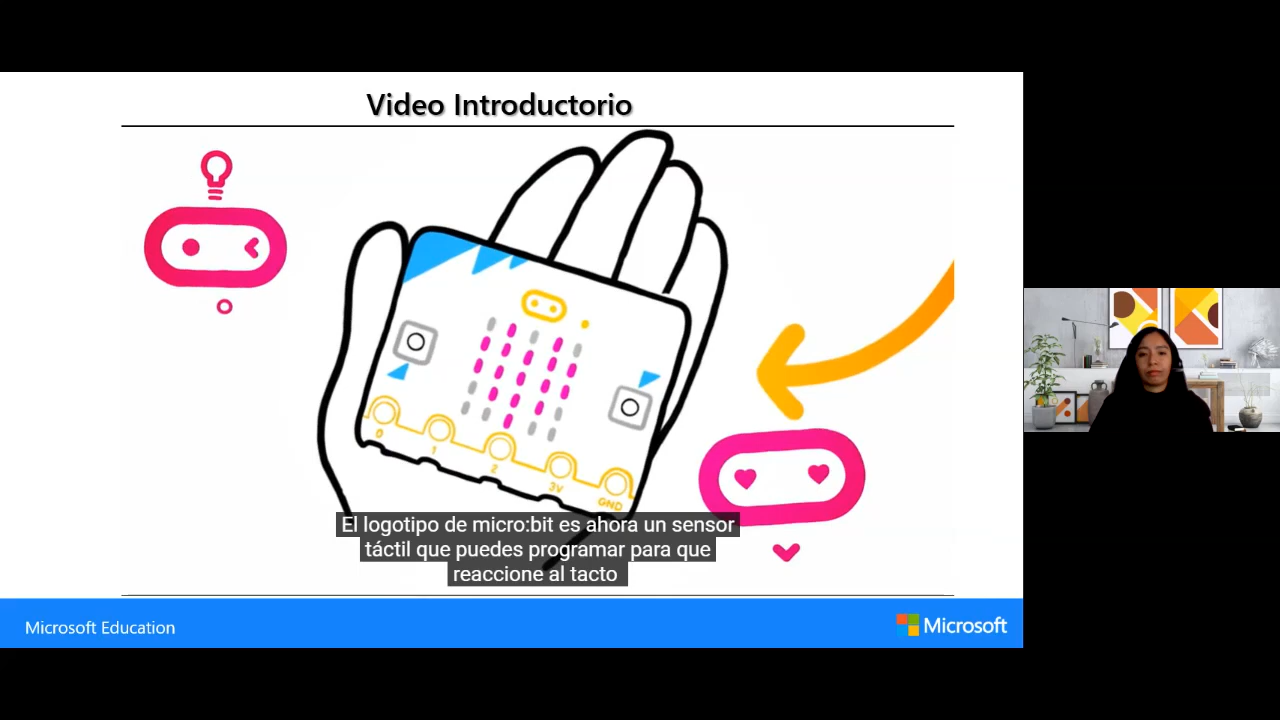 Video Introductorio
0
1
2
3V
GND
El logotipo de micro:bit es ahora un sensor
táctil que puedes programar para que
reaccione al tacto
Microsoft Education
Microsoft